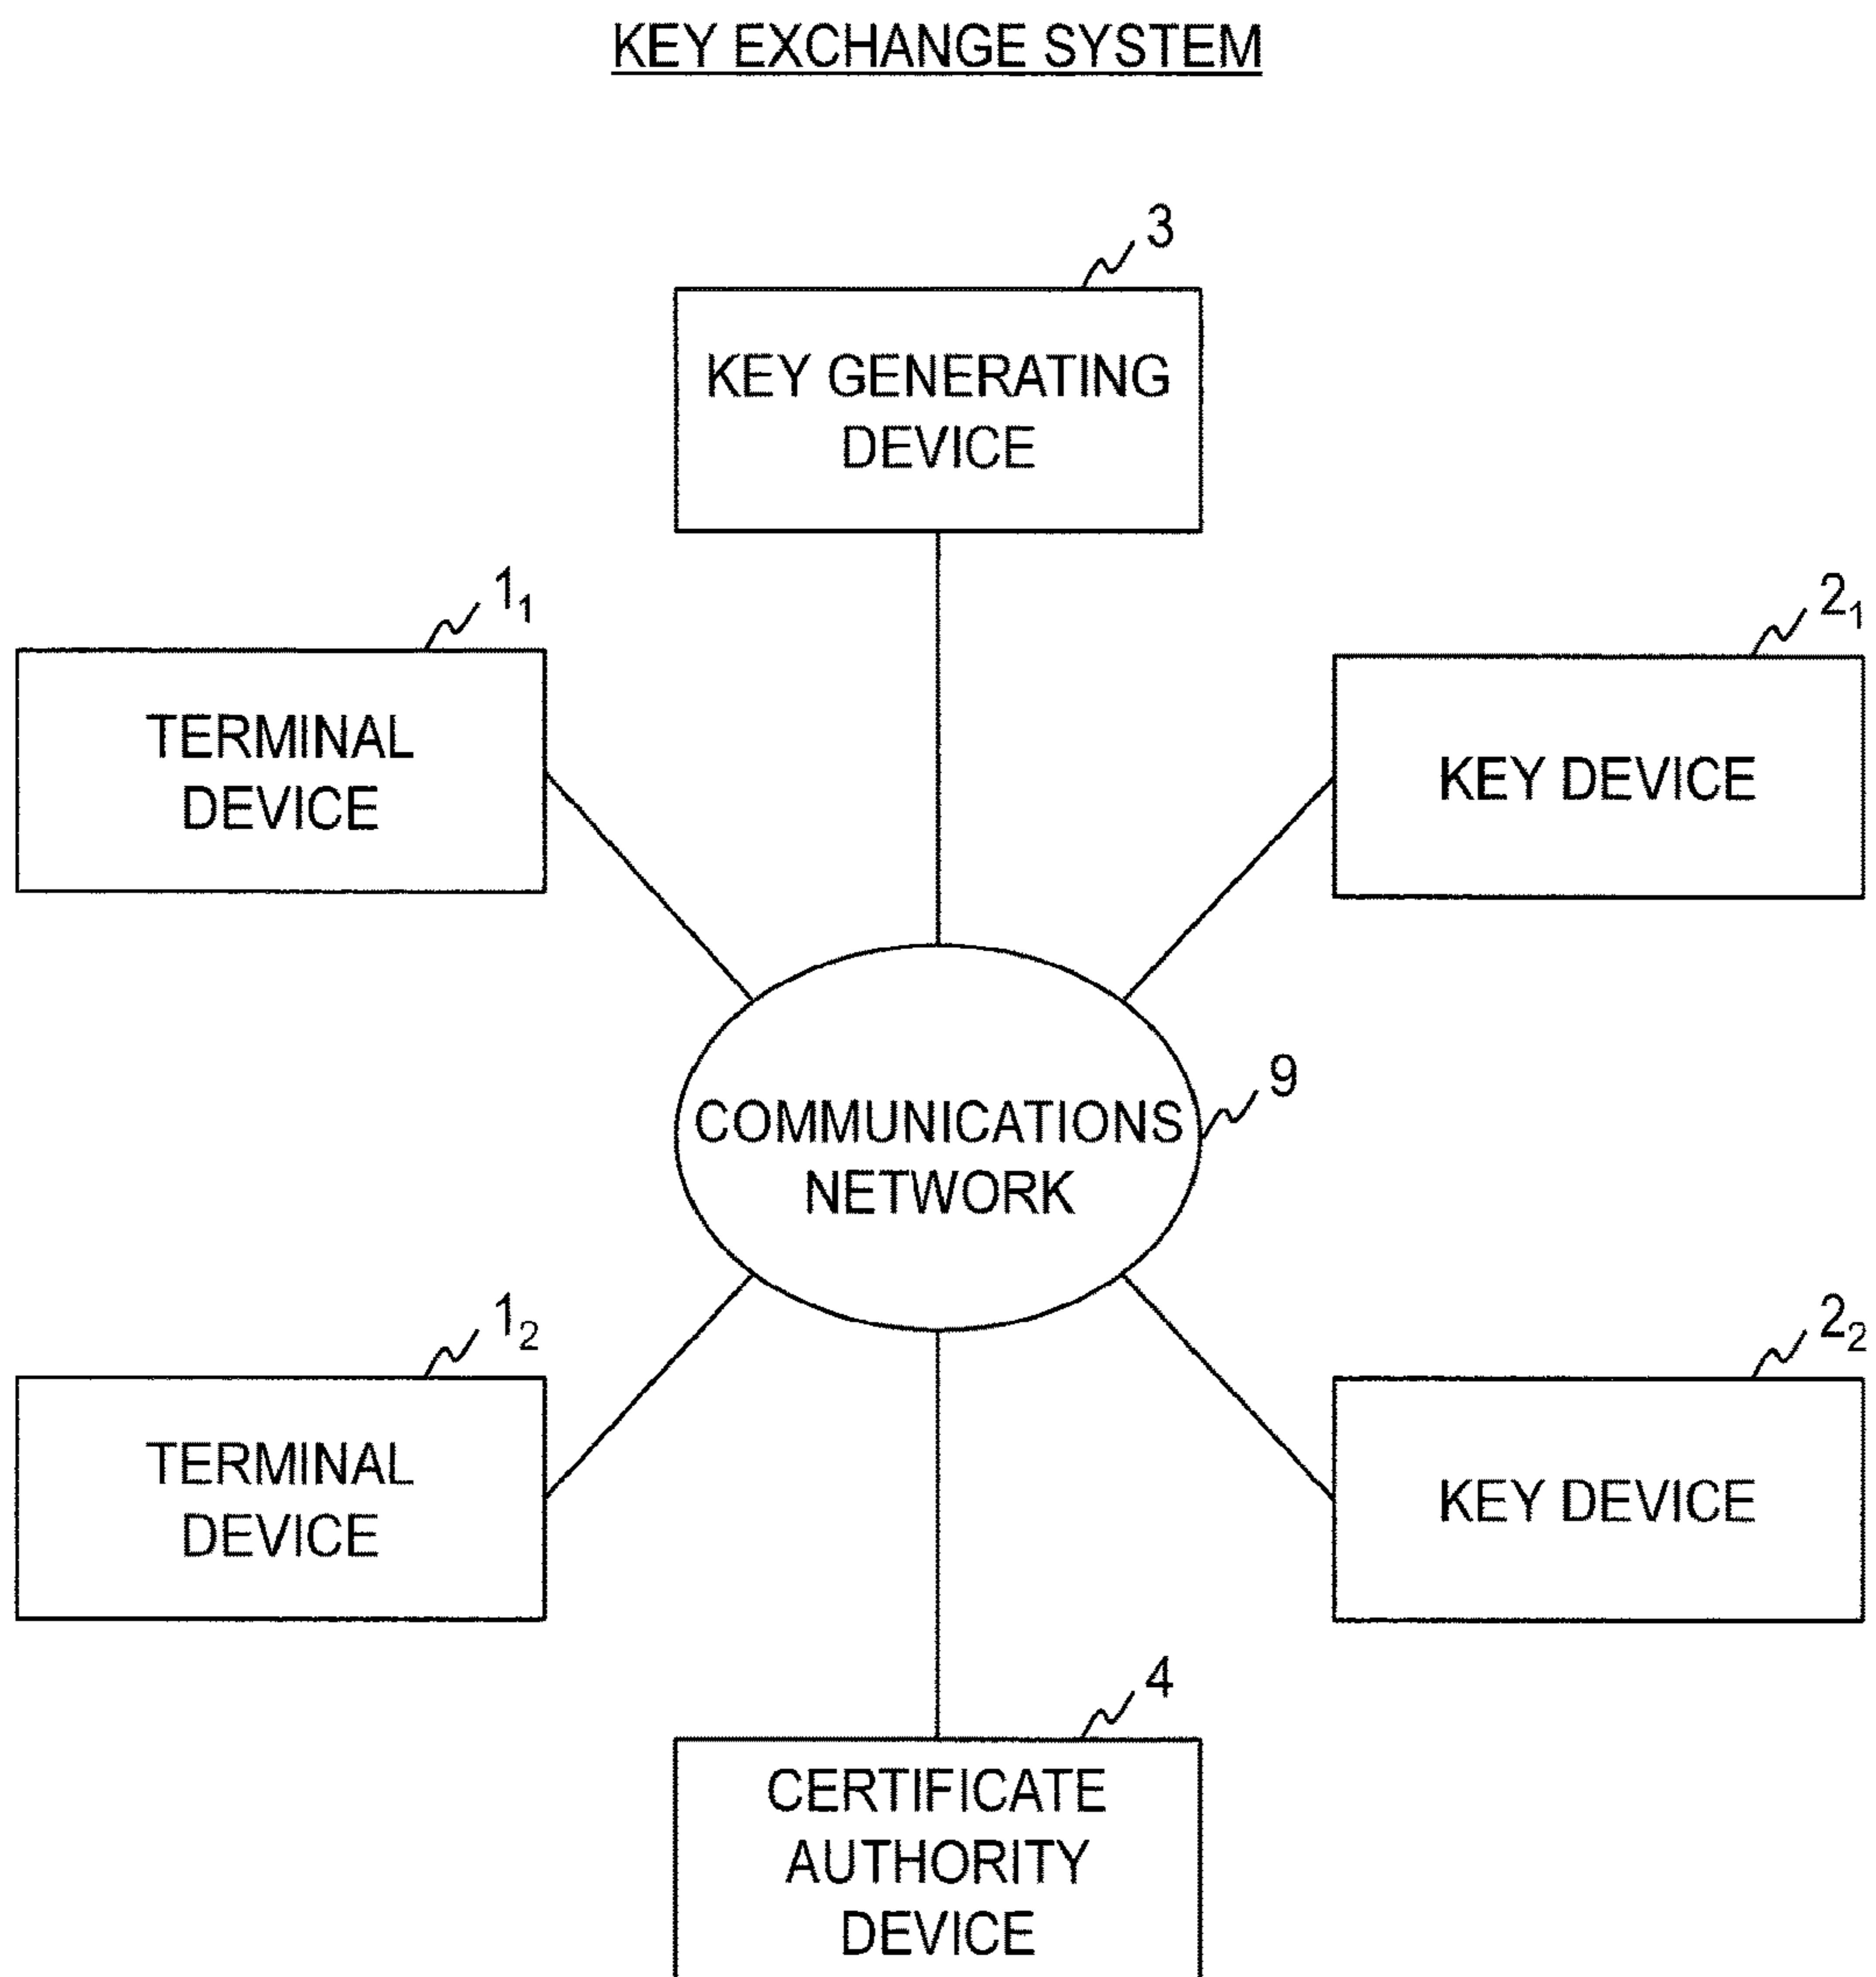 KEY EXCHANGE SYSTEM
3
KEY GENERATING
DEVICE
1₁
TERMINAL
DEVICE
2₁
KEY DEVICE
9
COMMUNICATIONS
NETWORK
1₂
TERMINAL
DEVICE
2₂
KEY DEVICE
4
CERTIFICATE
AUTHORITY
DEVICE